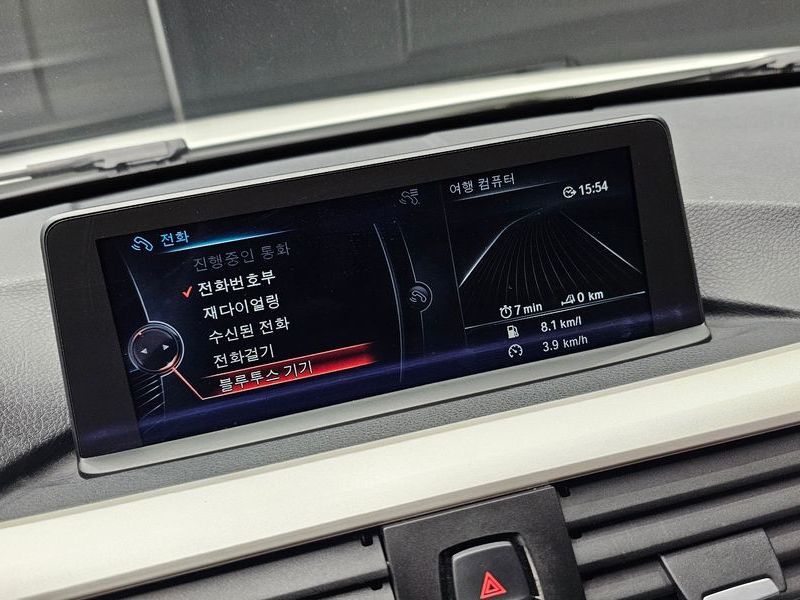 전화
진행중인 통화
전화번호부
재다이얼링
수신된 전화
전화걸기
블루투스 기기
여행 컴퓨터
15:54
7 min
0 km
8.1 km/l
3.9 km/h